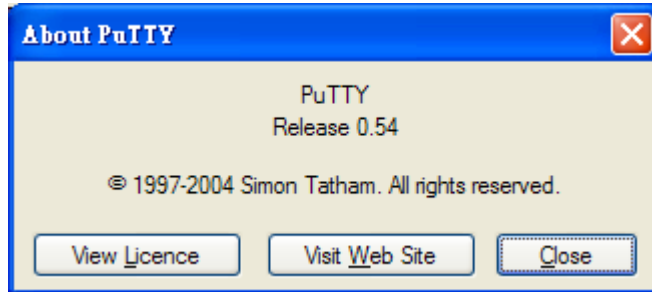 About PuTTY
PuTTY
Release 0.54
© 1997-2004 Simon Tatham. All rights reserved.
View Licence
Visit Web Site
Close